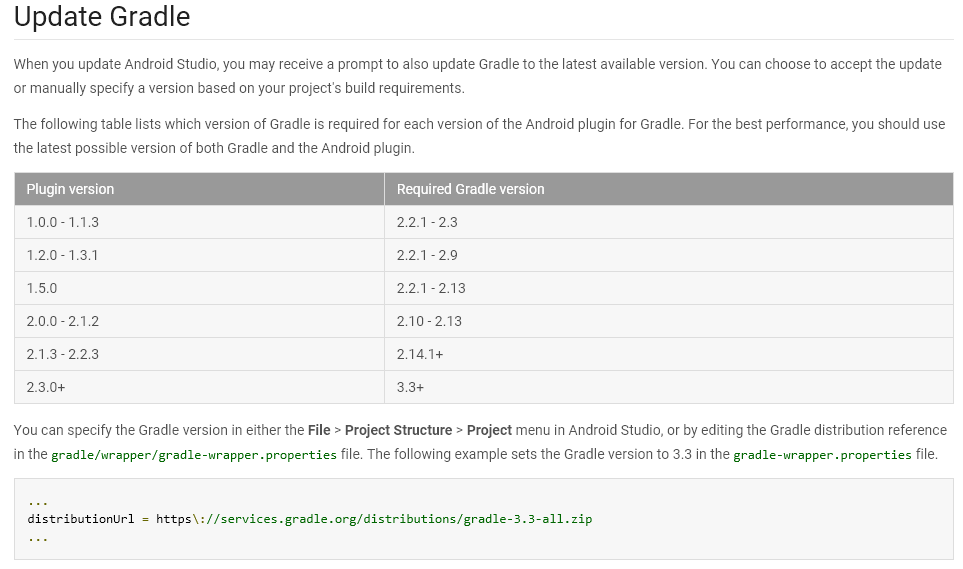 Update Gradle
When you update Android Studio, you may receive a prompt to also update Gradle to the latest available version. You can choose to accept the update
or manually specify a version based on your project's build requirements.
The following table lists which version of Gradle is required for each version of the Android plugin for Gradle. For the best performance, you should use
the latest possible version of both Gradle and the Android plugin.
Plugin version Required Gradle version
1.0.0 - 1.1.3 2.2.1 - 2.3
1.2.0 - 1.3.1 2.2.1 - 2.9
1.5.0 2.2.1 - 2.13
2.0.0 - 2.1.2 2.10 - 2.13
2.1.3 - 2.2.3 2.14.1+
2.3.0+ 3.3+
You can specify the Gradle version in either the File > Project Structure > Project menu in Android Studio, or by editing the Gradle distribution reference
in the gradle/wrapper/gradle-wrapper.properties file. The following example sets the Gradle version to 3.3 in the gradle-wrapper.properties file.
...
distributionUrl = https\://services.gradle.org/distributions/gradle-3.3-all.zip
...